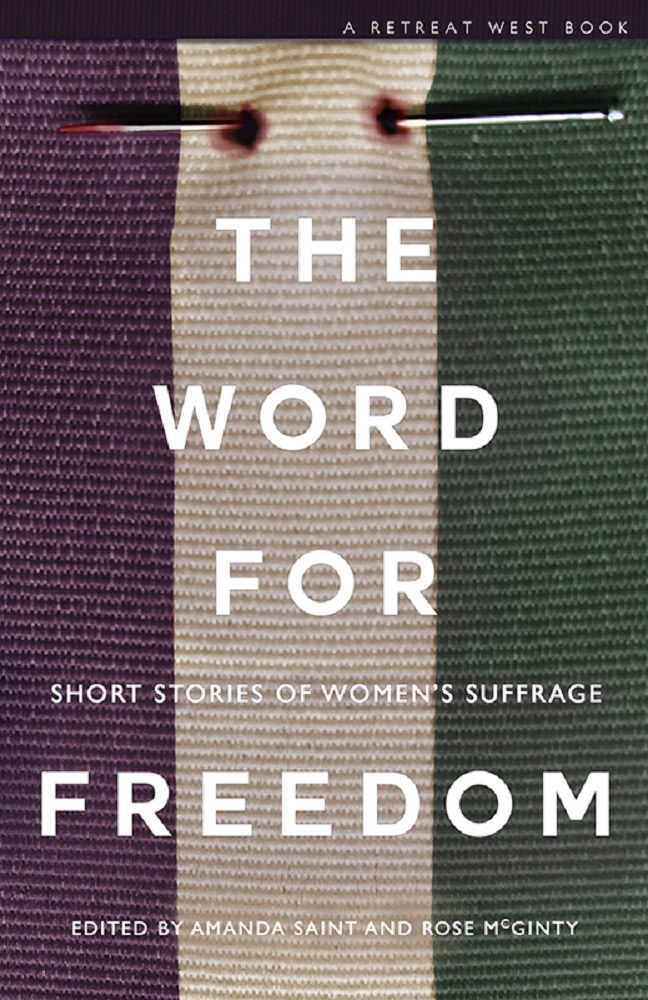 A RETREAT WEST BOOK
THE
WORD
FOR
SHORT STORIES OF WOMEN'S SUFFRAGE
FREEDOM
EDITED BY AMANDA SAINT AND ROSE McGINTY